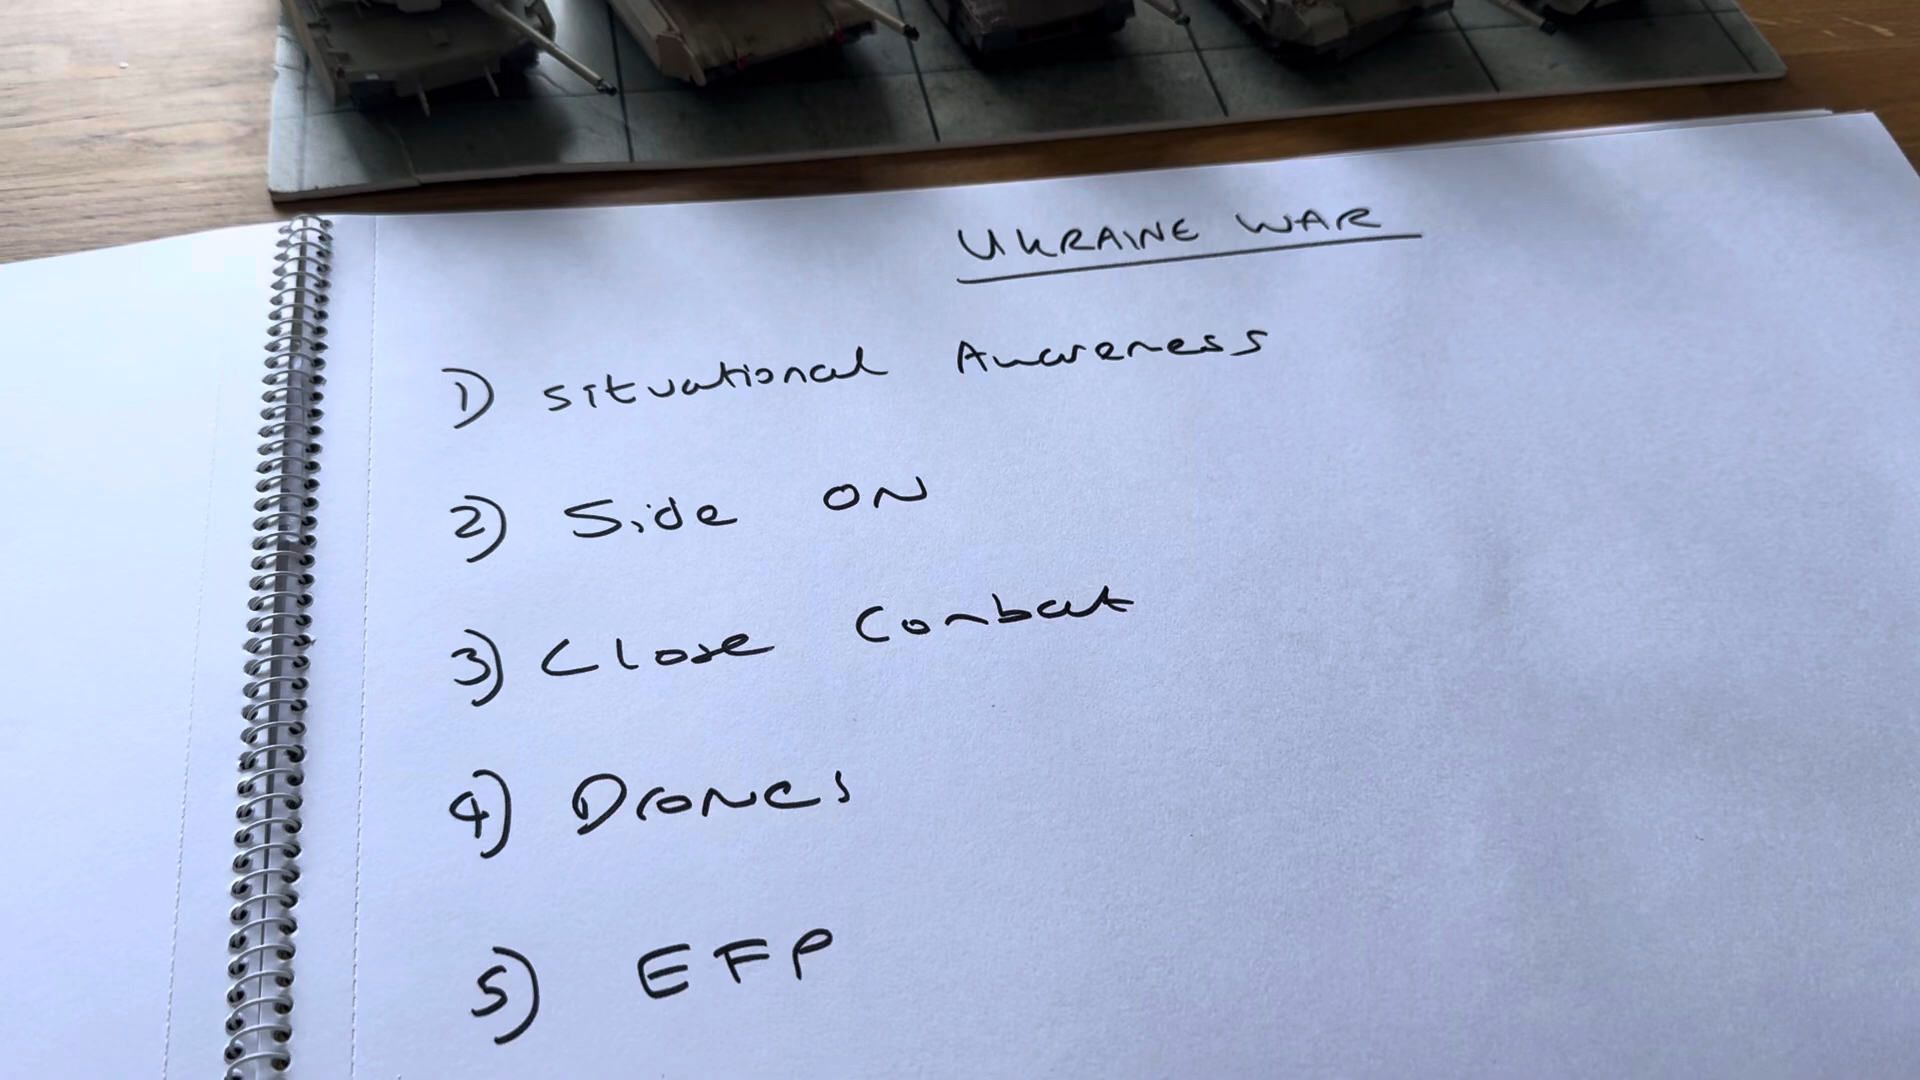 UKRAINE WAR
1) Situational Awareness
2) Side ON
3) Close Combat
4) Drones
5) EFP